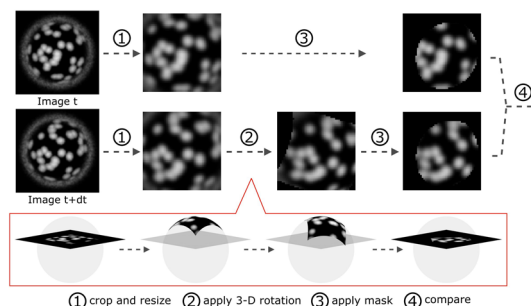 ① ③
Image t
④
① ② ③
Image t+dt
① crop and resize ② apply 3-D rotation ③ apply mask ④ compare